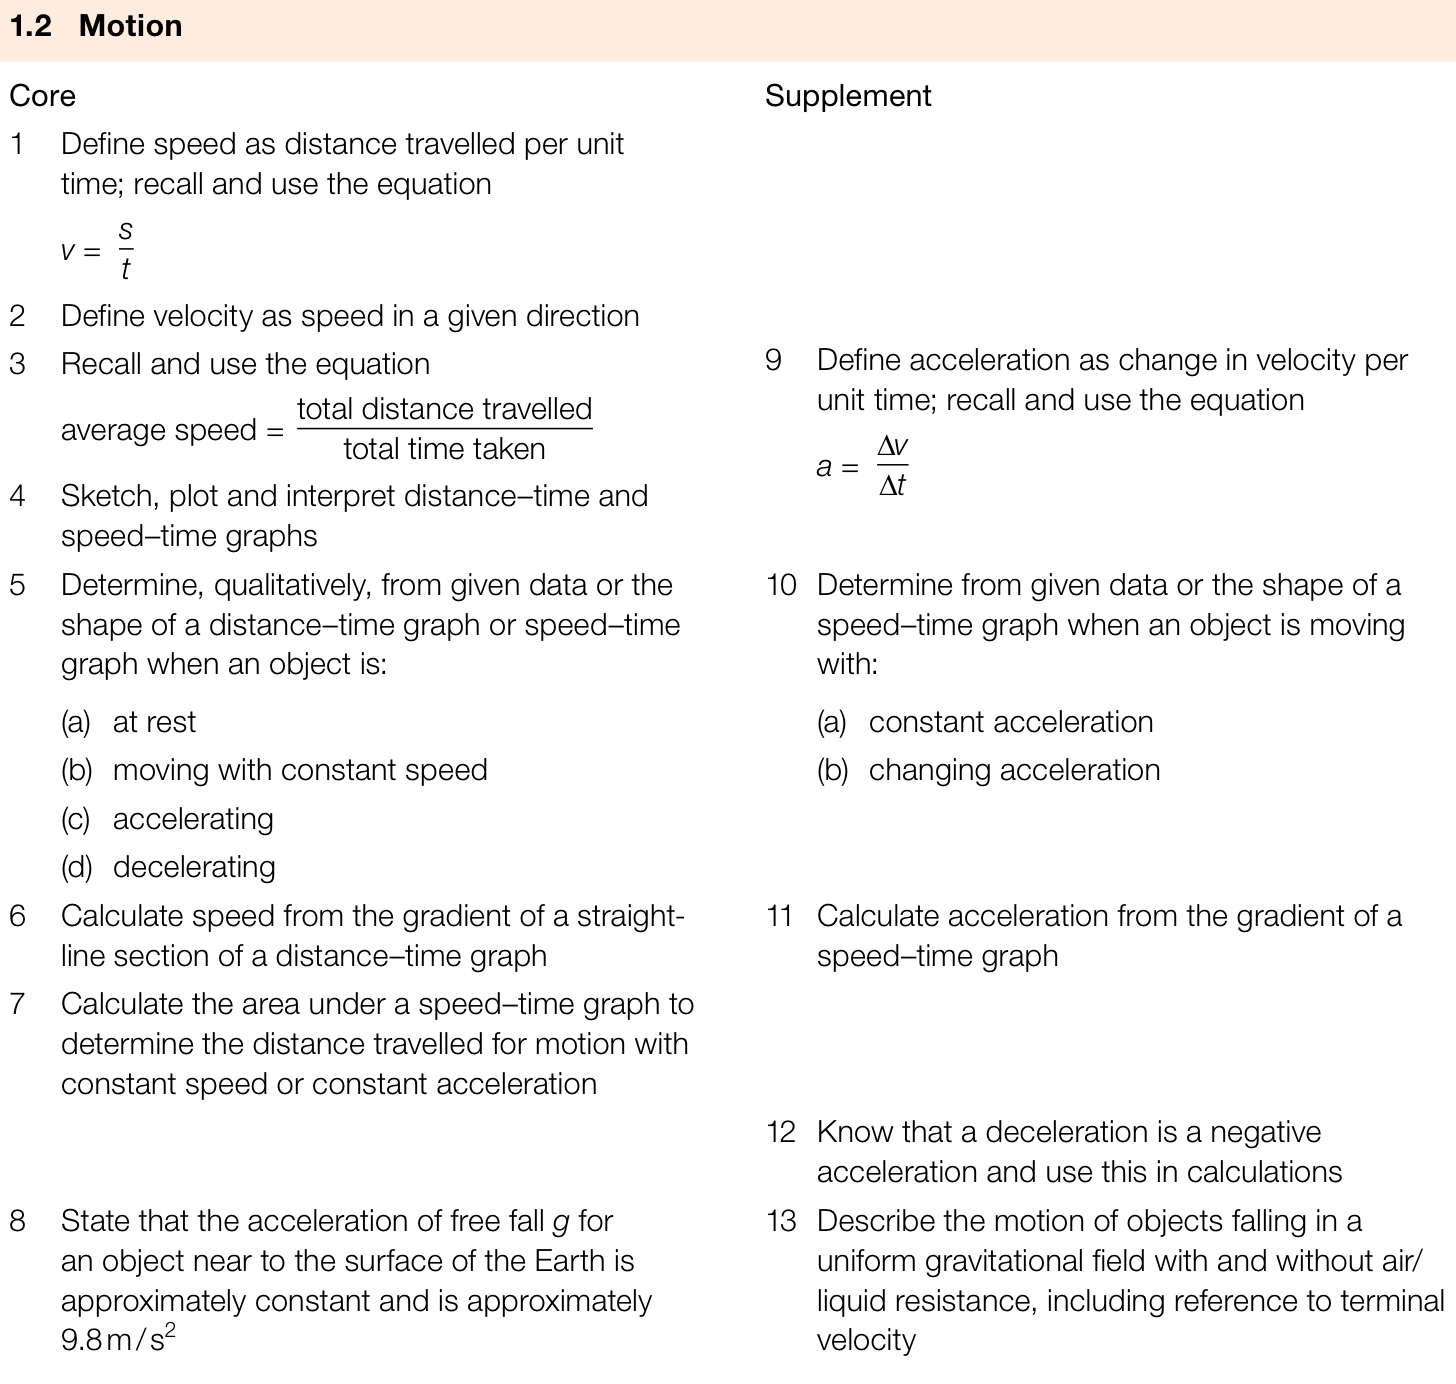 1.2 Motion
Core
1 Define speed as distance travelled per unit
time; recall and use the equation
v = s/t
2 Define velocity as speed in a given direction
3 Recall and use the equation
average speed = total distance travelled / total time taken
4 Sketch, plot and interpret distance–time and
speed–time graphs
5 Determine, qualitatively, from given data or the
shape of a distance–time graph or speed–time
graph when an object is:
(a) at rest
(b) moving with constant speed
(c) accelerating
(d) decelerating
6 Calculate speed from the gradient of a straight-
line section of a distance–time graph
7 Calculate the area under a speed–time graph to
determine the distance travelled for motion with
constant speed or constant acceleration
8 State that the acceleration of free fall g for
an object near to the surface of the Earth is
approximately constant and is approximately
9.8 m/s²
Supplement
9 Define acceleration as change in velocity per
unit time; recall and use the equation
a = Δv/Δt
10 Determine from given data or the shape of a
speed–time graph when an object is moving
with:
(a) constant acceleration
(b) changing acceleration
11 Calculate acceleration from the gradient of a
speed–time graph
12 Know that a deceleration is a negative
acceleration and use this in calculations
13 Describe the motion of objects falling in a
uniform gravitational field with and without air/
liquid resistance, including reference to terminal
velocity